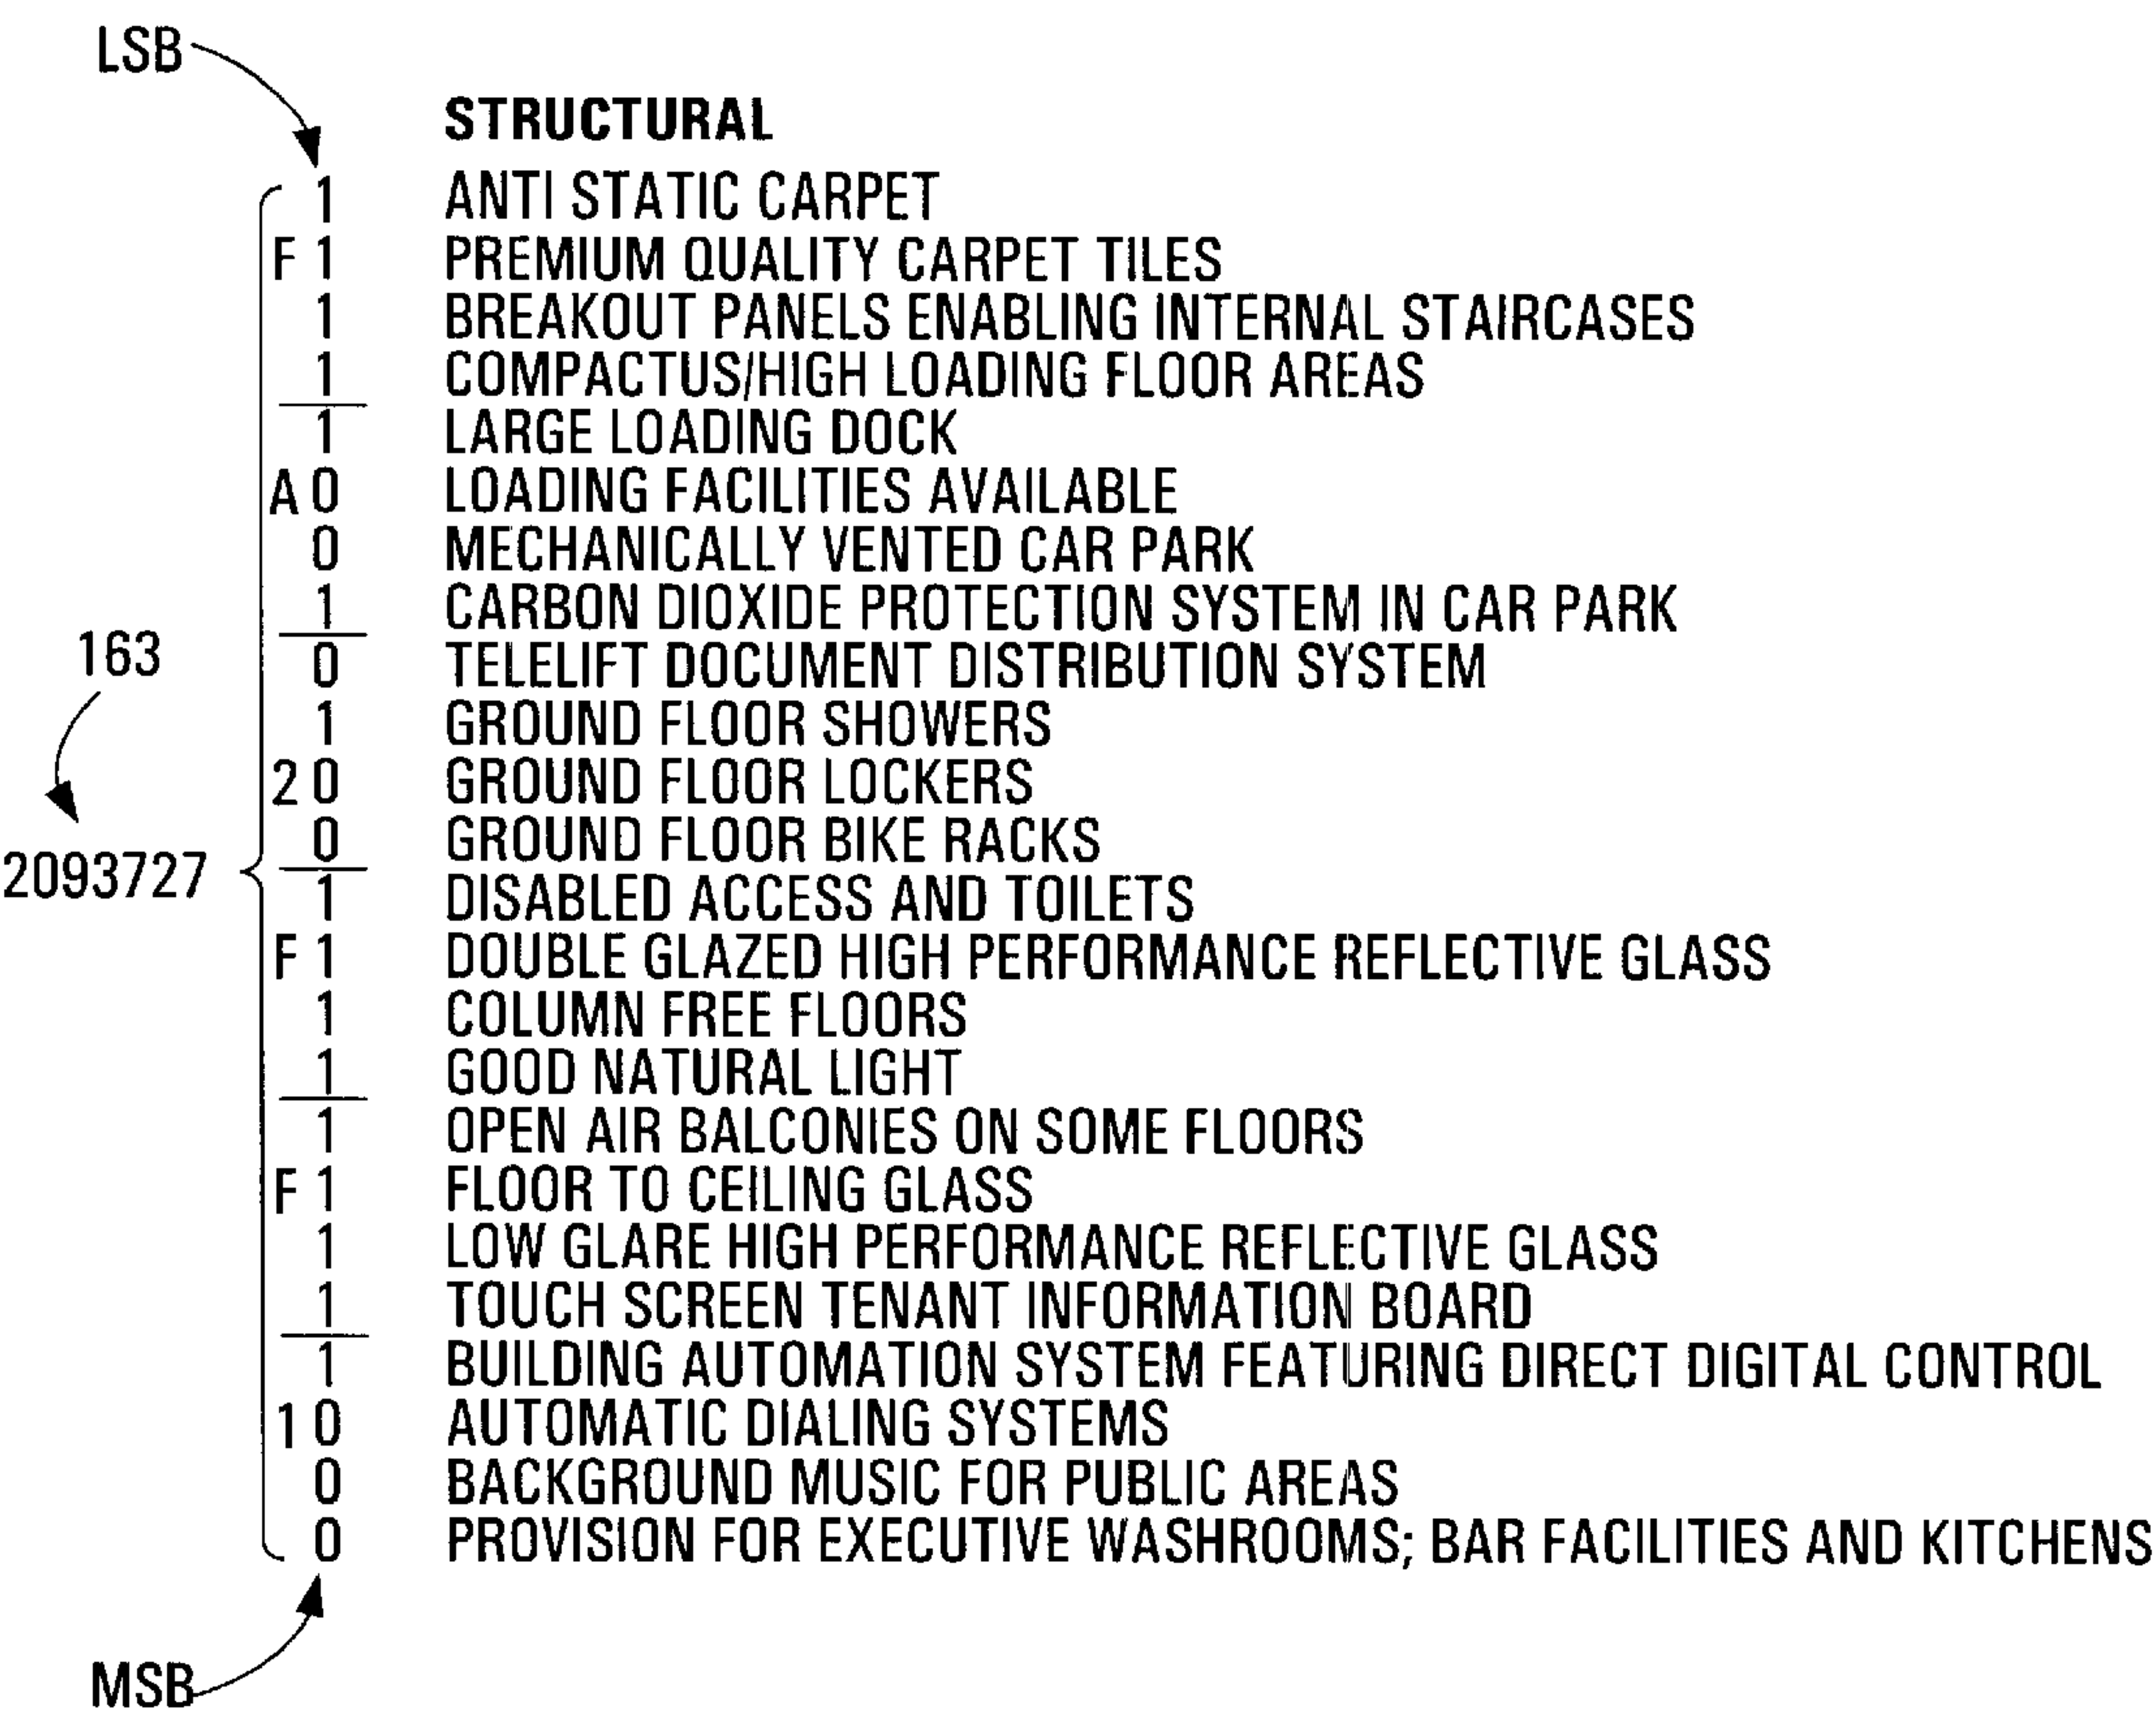 LSB
STRUCTURAL
1 ANTI STATIC CARPET
F 1 PREMIUM QUALITY CARPET TILES
1 BREAKOUT PANELS ENABLING INTERNAL STAIRCASES
1 COMPACTUS/HIGH LOADING FLOOR AREAS
1 LARGE LOADING DOCK
A 0 LOADING FACILITIES AVAILABLE
0 MECHANICALLY VENTED CAR PARK
1 CARBON DIOXIDE PROTECTION SYSTEM IN CAR PARK
163
0 TELELIFT DOCUMENT DISTRIBUTION SYSTEM
1 GROUND FLOOR SHOWERS
2 0 GROUND FLOOR LOCKERS
0 GROUND FLOOR BIKE RACKS
2093727
1 DISABLED ACCESS AND TOILETS
F 1 DOUBLE GLAZED HIGH PERFORMANCE REFLECTIVE GLASS
1 COLUMN FREE FLOORS
1 GOOD NATURAL LIGHT
1 OPEN AIR BALCONIES ON SOME FLOORS
F 1 FLOOR TO CEILING GLASS
1 LOW GLARE HIGH PERFORMANCE REFLECTIVE GLASS
1 TOUCH SCREEN TENANT INFORMATION BOARD
1 BUILDING AUTOMATION SYSTEM FEATURING DIRECT DIGITAL CONTROL
1 0 AUTOMATIC DIALING SYSTEMS
0 BACKGROUND MUSIC FOR PUBLIC AREAS
0 PROVISION FOR EXECUTIVE WASHROOMS; BAR FACILITIES AND KITCHENS
MSB